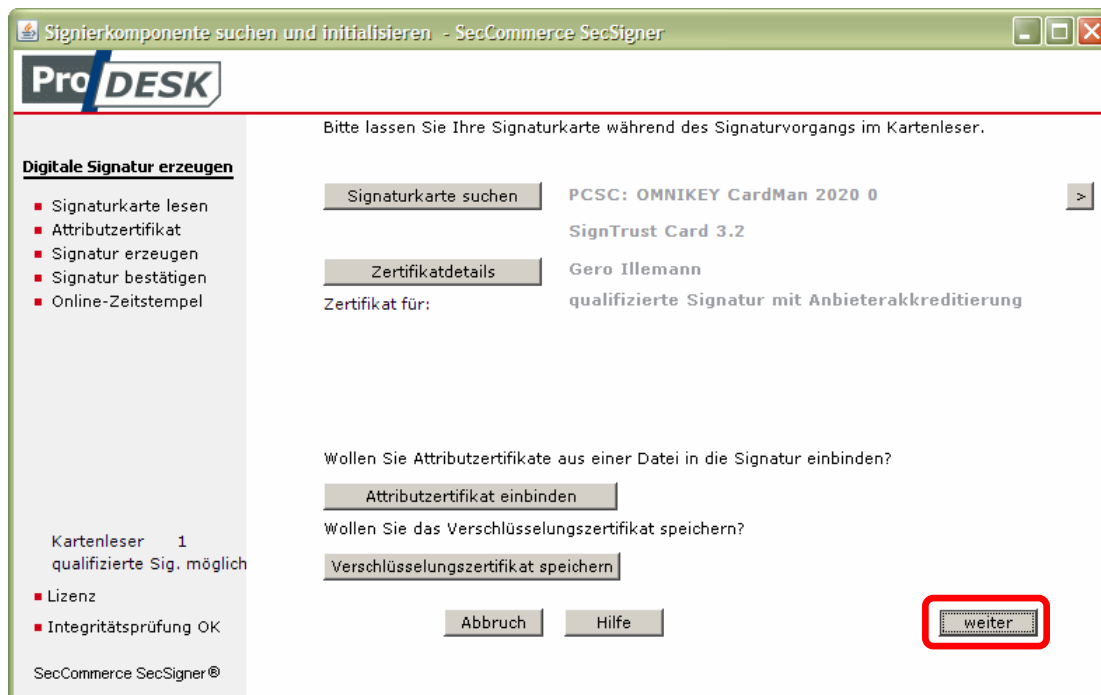 Signierkomponente suchen und initialisieren - SecCommerce SecSigner
Pro DESK
Bitte lassen Sie Ihre Signaturkarte während des Signaturvorgangs im Kartenleser.
Digitale Signatur erzeugen
Signaturkarte lesen
Attributzertifikat
Signatur erzeugen
Signatur bestätigen
Online-Zeitstempel
Signaturkarte suchen PCSC: OMNIKEY CardMan 2020 0 >
SignTrust Card 3.2
Zertifikatdetails Gero Illemann
Zertifikat für: qualifizierte Signatur mit Anbieterakkreditierung
Wollen Sie Attributzertifikate aus einer Datei in die Signatur einbinden?
Attributzertifikat einbinden
Wollen Sie das Verschlüsselungszertifikat speichern?
Verschlüsselungszertifikat speichern
Kartenleser 1
qualifizierte Sig. möglich
Lizenz
Integritätsprüfung OK
Abbruch Hilfe weiter
SecCommerce SecSigner®